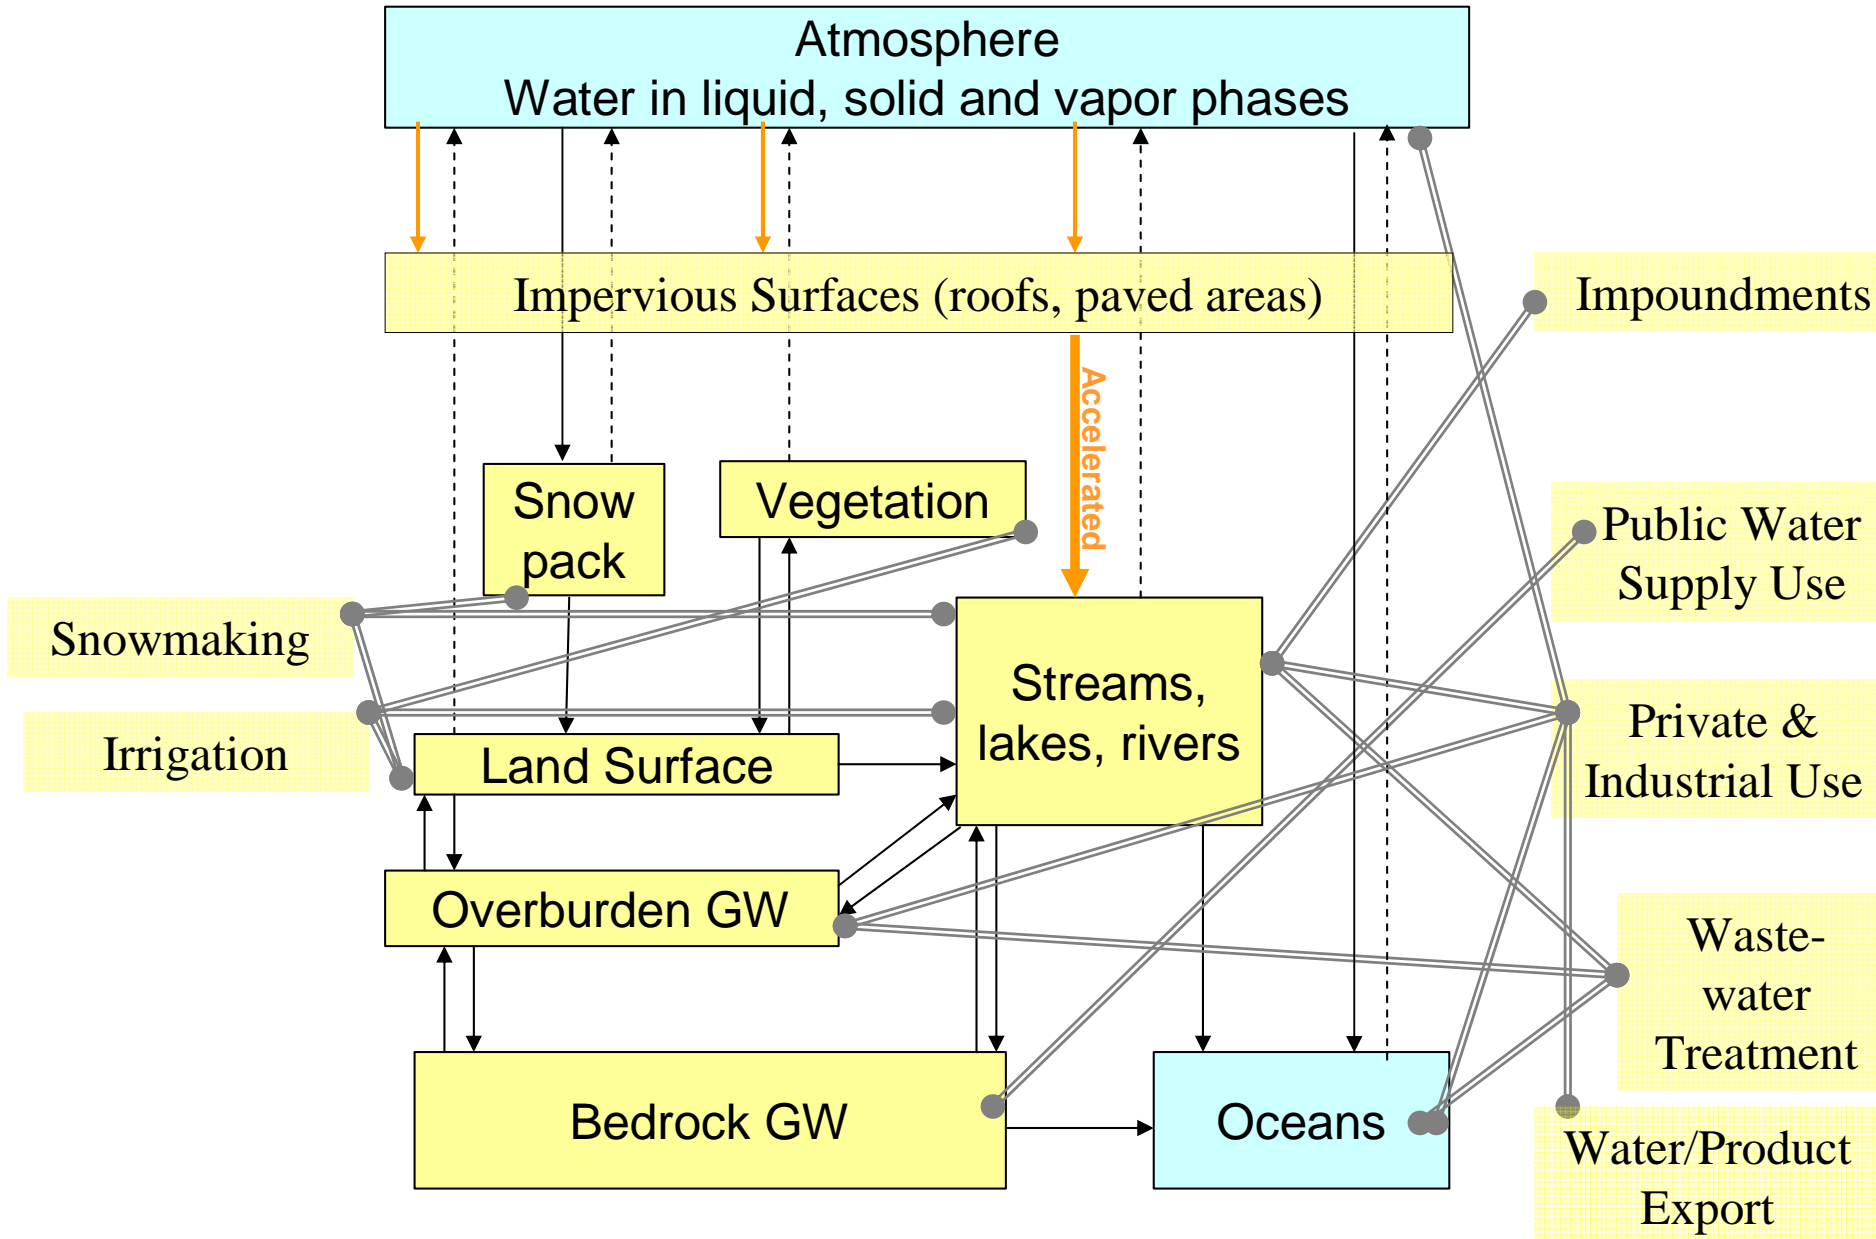 Atmosphere
Water in liquid, solid and vapor phases
Impervious Surfaces (roofs, paved areas)
Impoundments
Accelerated
Snow
pack
Vegetation
Public Water
Supply Use
Snowmaking
Streams,
lakes, rivers
Private &
Industrial Use
Irrigation
Land Surface
Overburden GW
Waste-
water
Treatment
Bedrock GW
Oceans
Water/Product
Export